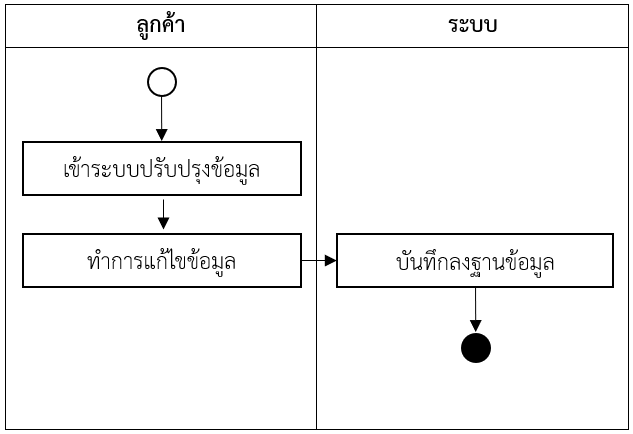 ลูกค้า
ระบบ
เข้าระบบปรับปรุงข้อมูล
ทำการแก้ไขข้อมูล
บันทึกลงฐานข้อมูล